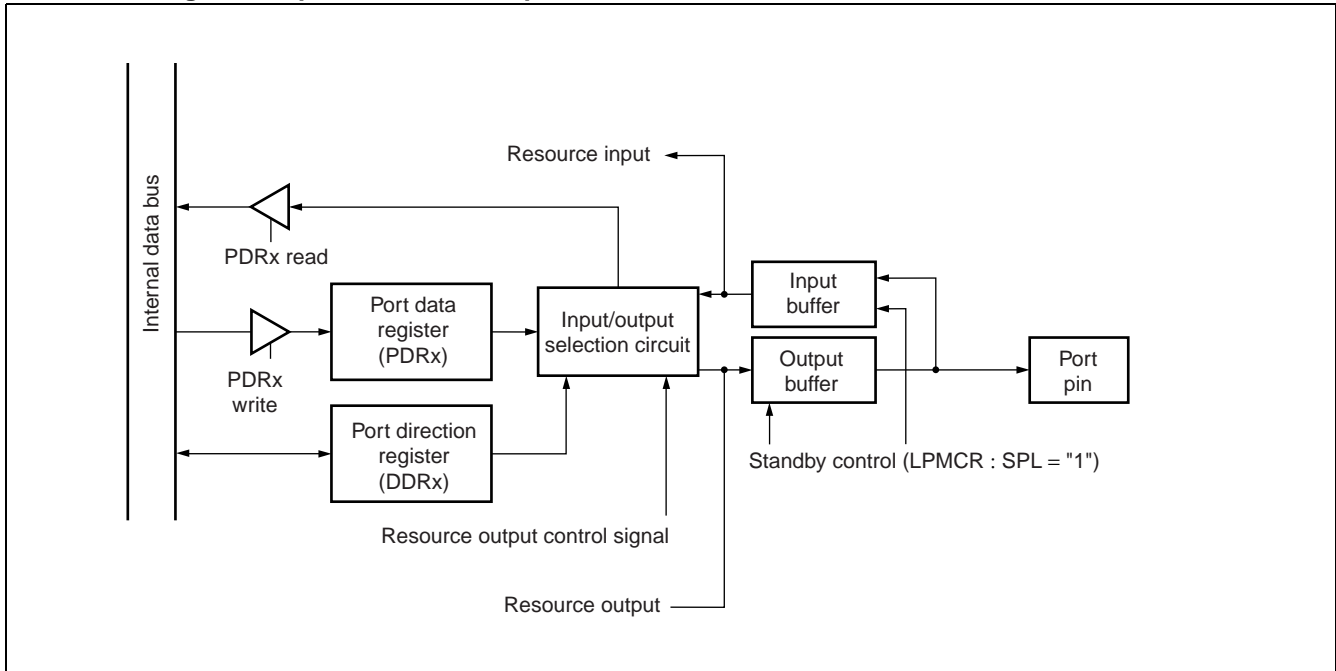 Internal data bus
Resource input
PDRx read
PDRx
write
Port data
register
(PDRx)
Port direction
register
(DDRx)
Input/output
selection circuit
Input
buffer
Output
buffer
Port
pin
Standby control (LPMCR : SPL = "1")
Resource output control signal
Resource output